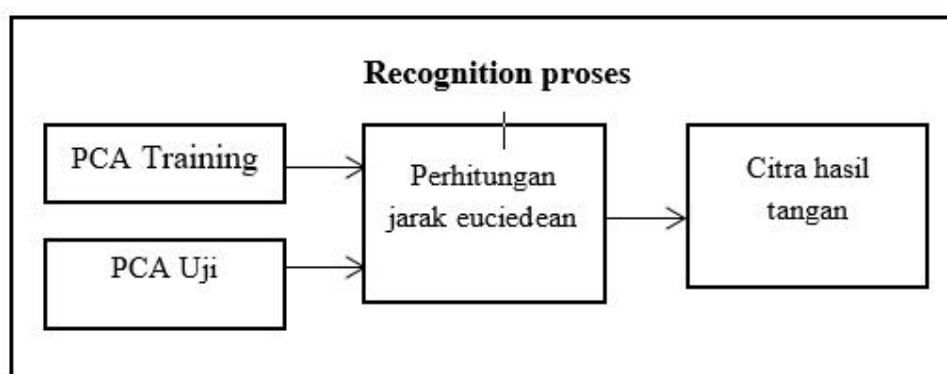 Recognition proses
PCA Training
PCA Uji
Perhitungan
jarak euciedean
Citra hasil
tangan